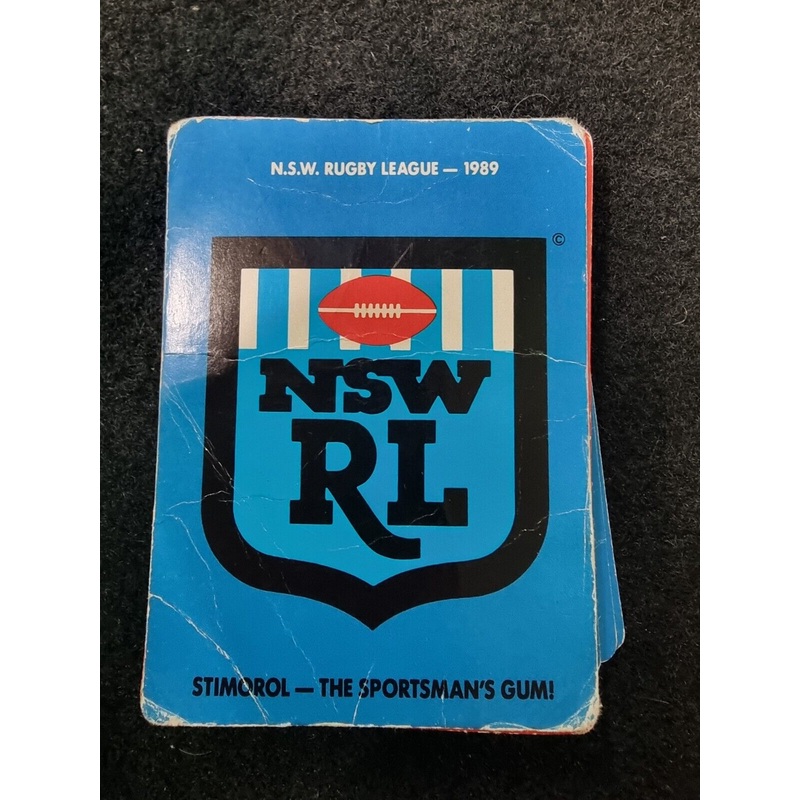 N.S.W. RUGBY LEAGUE — 1989
©
NSW
RL
STIMOROL — THE SPORTSMAN'S GUM!